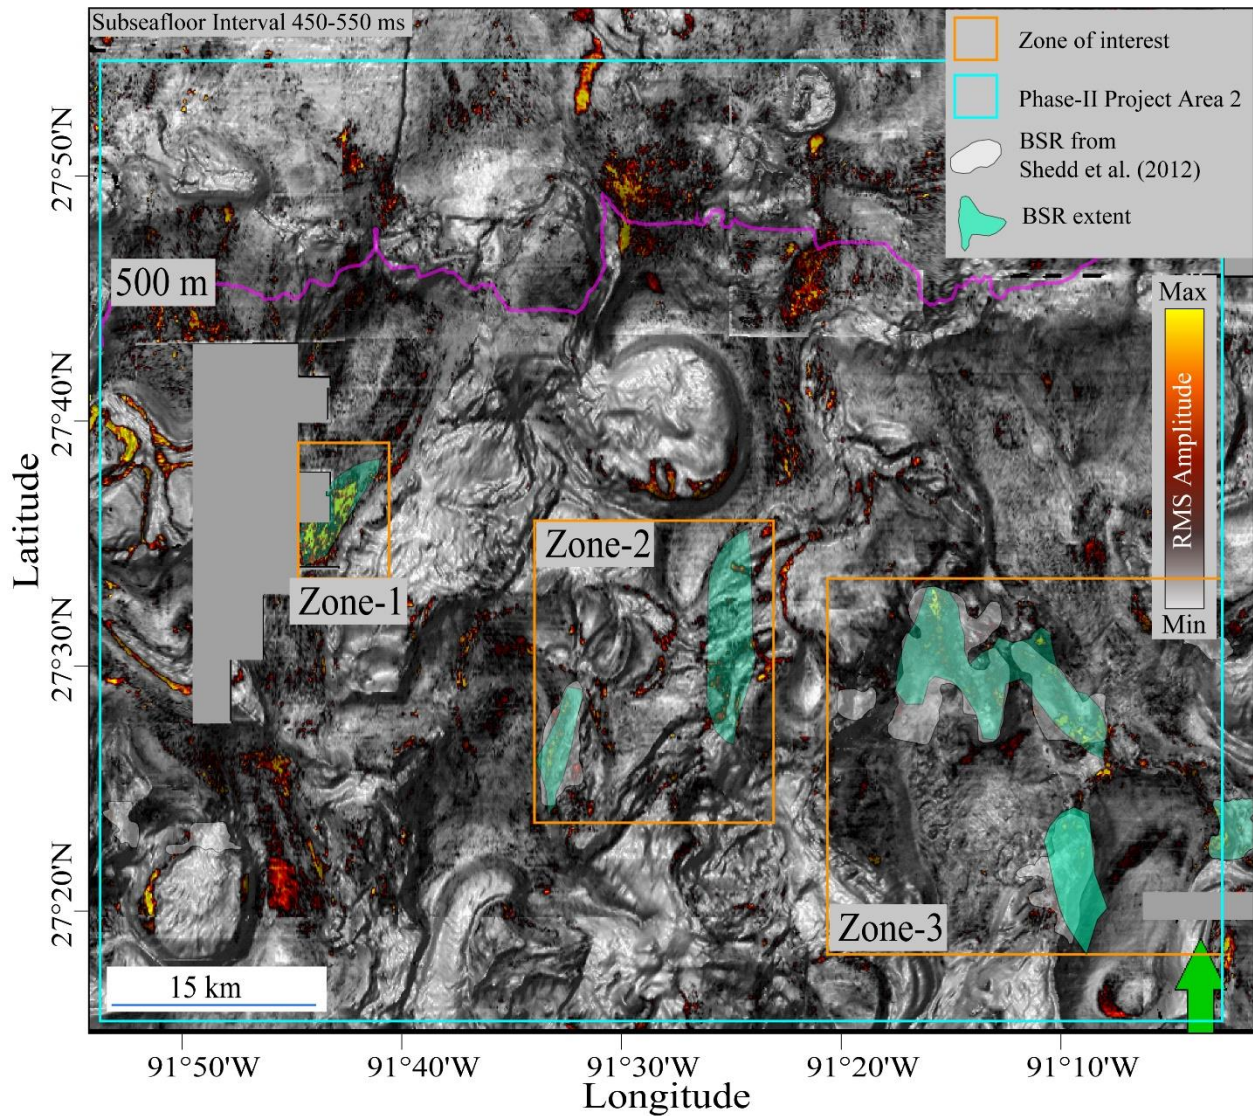 Subseafloor Interval 450-550 ms
Zone of interest
Phase-II Project Area 2
BSR from
Shedd et al. (2012)
BSR extent
500 m
Max
RMS Amplitude
Min
Zone-1
Zone-2
Zone-3
15 km
27°50'N
27°40'N
27°30'N
27°20'N
Latitude
91°50'W
91°40'W
91°30'W
91°20'W
91°10'W
Longitude